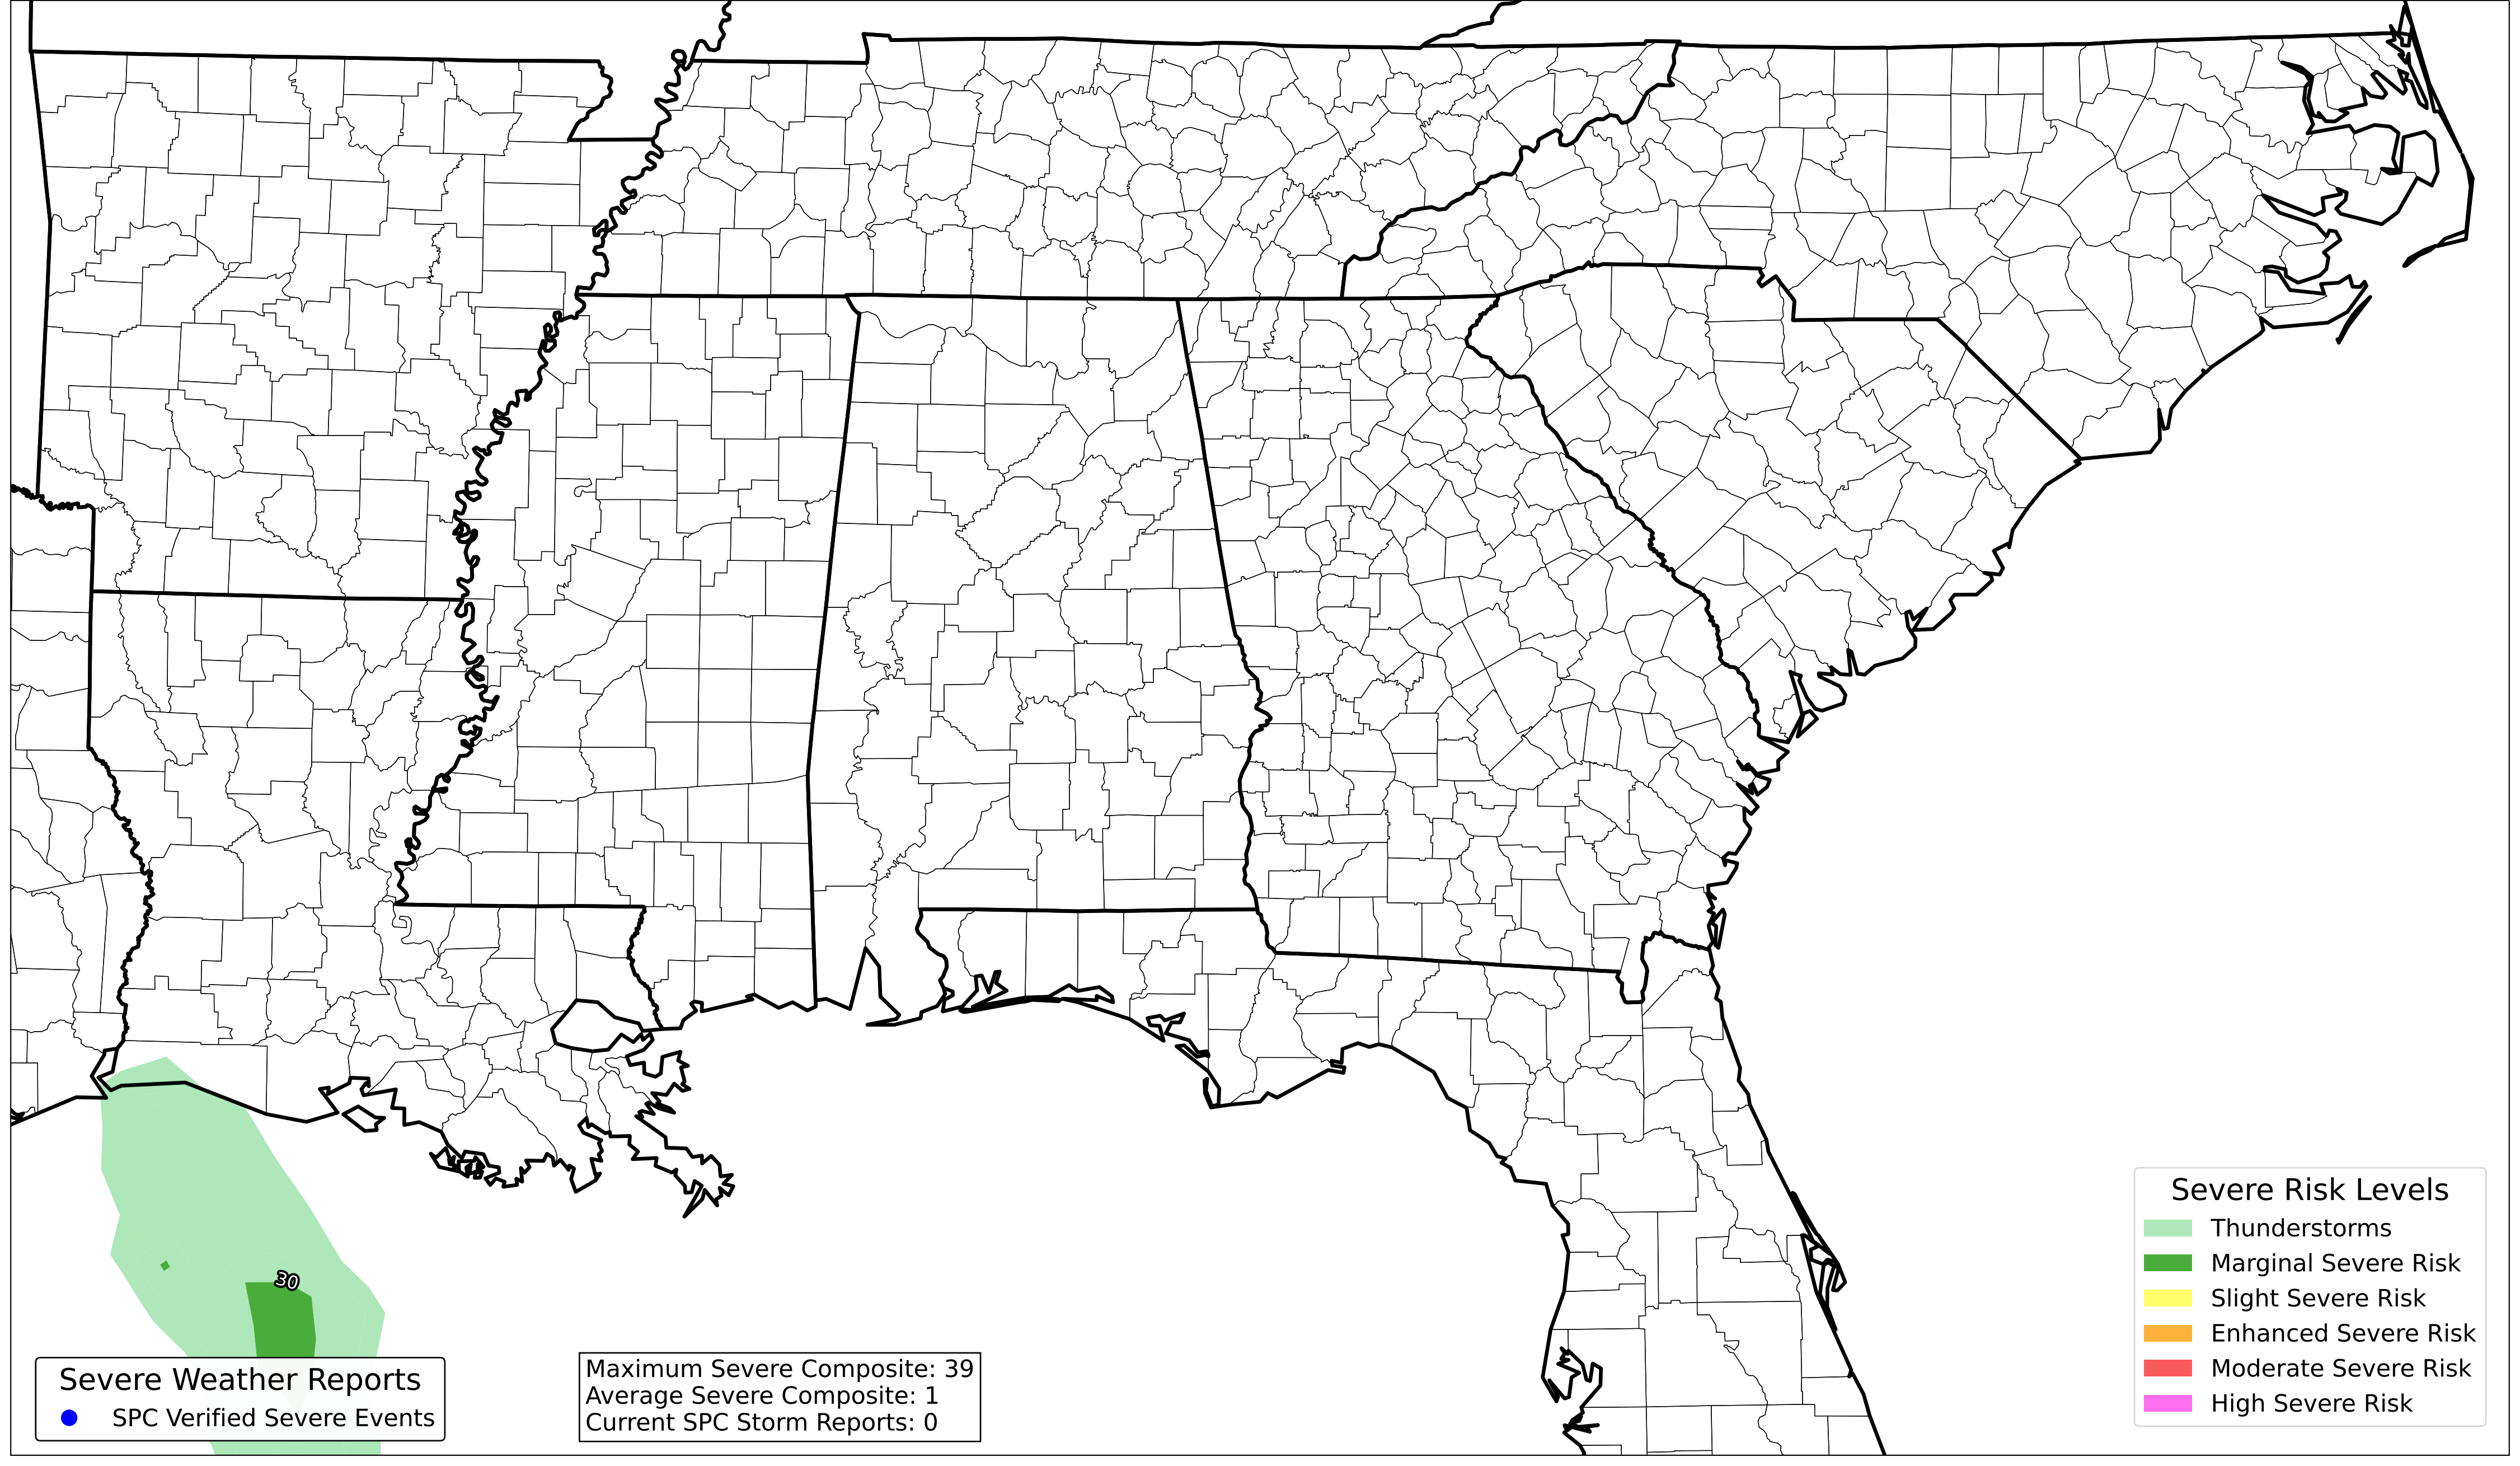 30
Severe Weather Reports
SPC Verified Severe Events
Maximum Severe Composite: 39
Average Severe Composite: 1
Current SPC Storm Reports: 0
Severe Risk Levels
Thunderstorms
Marginal Severe Risk
Slight Severe Risk
Enhanced Severe Risk
Moderate Severe Risk
High Severe Risk